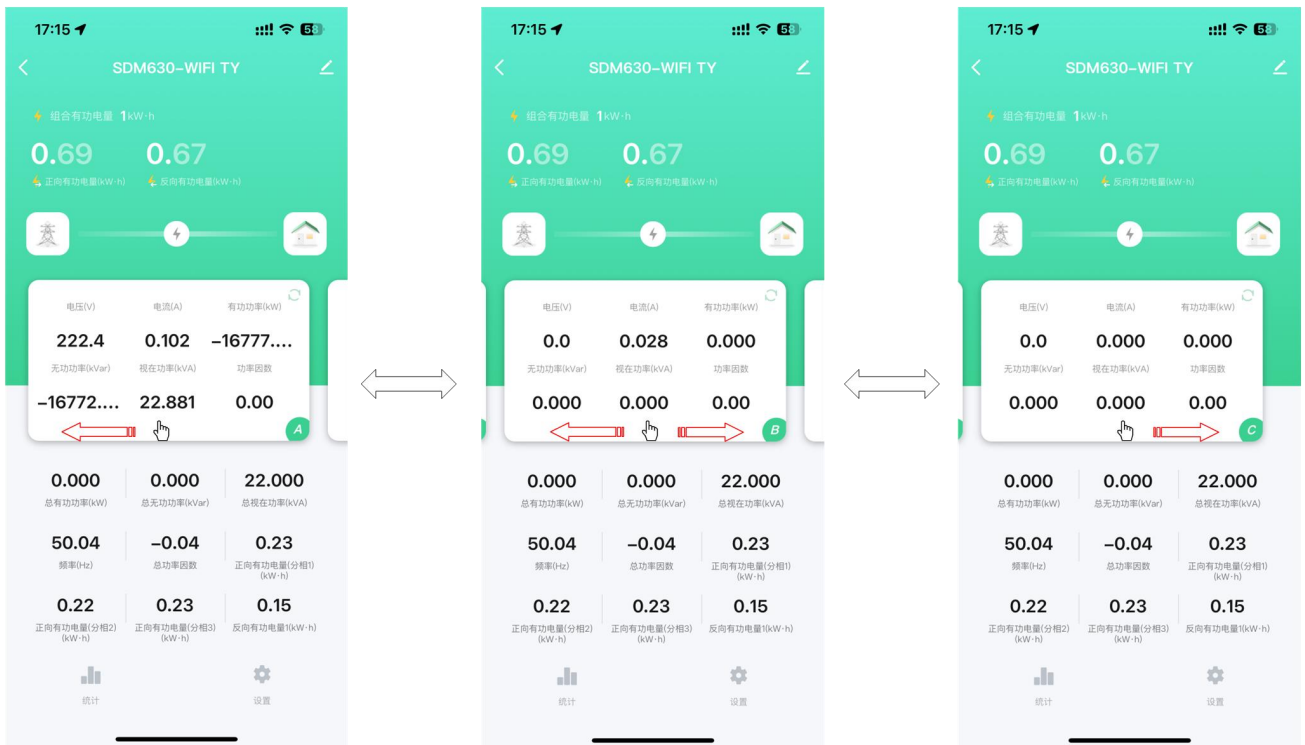 17:15
53
SDM630-WIFI TY
组合有功电量 1kW·h
0.69 0.67
正向有功电量(kW·h) 反向有功电量(kW·h)
电压(V) 电流(A) 有功功率(kW)
222.4 0.102 -16777....
无功功率(kVar) 视在功率(kVA) 功率因数
-16772.... 22.881 0.00
A
0.000 0.000 22.000
总有功功率(kW) 总无功功率(kVar) 总视在功率(kVA)
50.04 -0.04 0.23
频率(Hz) 总功率因数 正向有功电量(分相1)
(kW·h)
0.22 0.23 0.15
正向有功电量(分相2) 正向有功电量(分相3) 反向有功电量1(kW·h)
(kW·h) (kW·h)
统计 设置
17:15
53
SDM630-WIFI TY
组合有功电量 1kW·h
0.69 0.67
正向有功电量(kW·h) 反向有功电量(kW·h)
电压(V) 电流(A) 有功功率(kW)
0.0 0.028 0.000
无功功率(kVar) 视在功率(kVA) 功率因数
0.000 0.000 0.00
B
0.000 0.000 22.000
总有功功率(kW) 总无功功率(kVar) 总视在功率(kVA)
50.04 -0.04 0.23
频率(Hz) 总功率因数 正向有功电量(分相1)
(kW·h)
0.22 0.23 0.15
正向有功电量(分相2) 正向有功电量(分相3) 反向有功电量1(kW·h)
(kW·h) (kW·h)
统计 设置
17:15
53
SDM630-WIFI TY
组合有功电量 1kW·h
0.69 0.67
正向有功电量(kW·h) 反向有功电量(kW·h)
电压(V) 电流(A) 有功功率(kW)
0.0 0.000 0.000
无功功率(kVar) 视在功率(kVA) 功率因数
0.000 0.000 0.00
C
0.000 0.000 22.000
总有功功率(kW) 总无功功率(kVar) 总视在功率(kVA)
50.04 -0.04 0.23
频率(Hz) 总功率因数 正向有功电量(分相1)
(kW·h)
0.22 0.23 0.15
正向有功电量(分相2) 正向有功电量(分相3) 反向有功电量1(kW·h)
(kW·h) (kW·h)
统计 设置